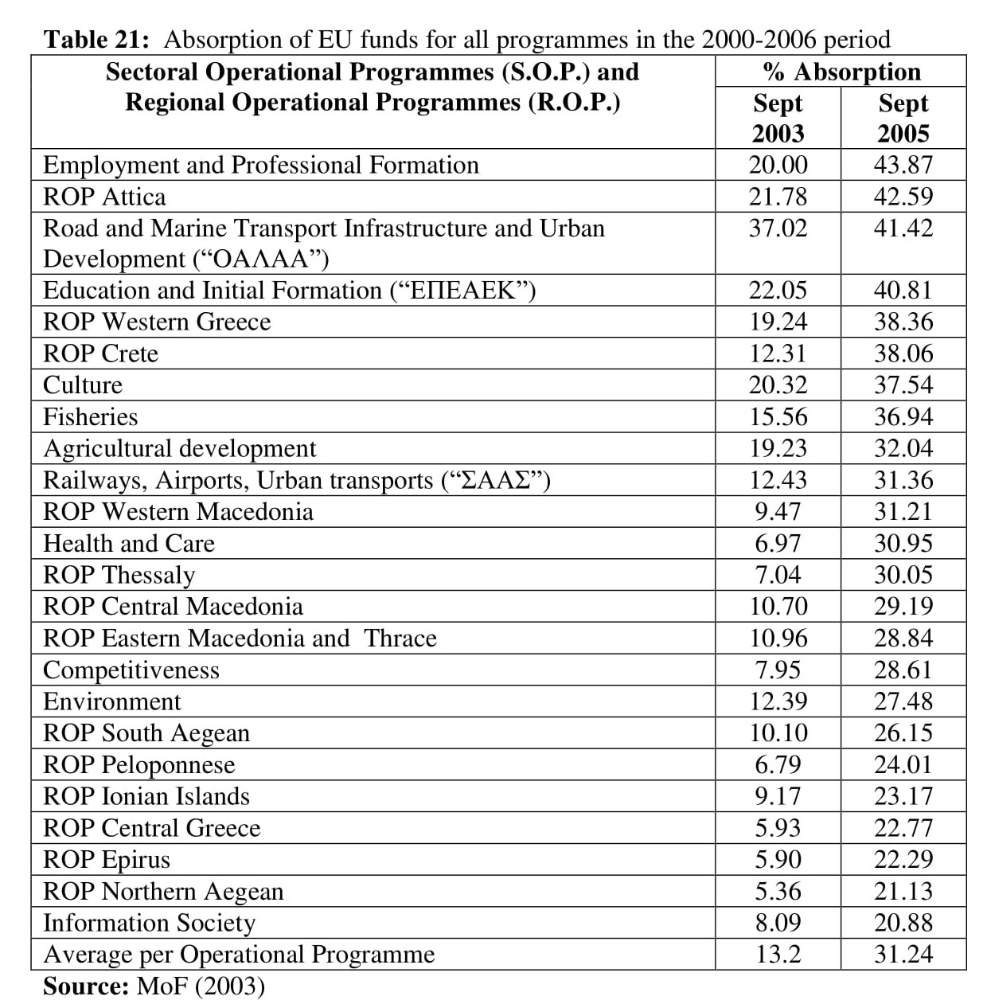 Table 21: Absorption of EU funds for all programmes in the 2000-2006 period
Sectoral Operational Programmes (S.O.P.) and % Absorption
Regional Operational Programmes (R.O.P.) Sept 2003 Sept 2005
Employment and Professional Formation 20.00 43.87
ROP Attica 21.78 42.59
Road and Marine Transport Infrastructure and Urban 37.02 41.42
Development (“ΟΑΛΑΑ”)
Education and Initial Formation (“ΕΠΕΑΕΚ”) 22.05 40.81
ROP Western Greece 19.24 38.36
ROP Crete 12.31 38.06
Culture 20.32 37.54
Fisheries 15.56 36.94
Agricultural development 19.23 32.04
Railways, Airports, Urban transports (“ΣΑΑΣ”) 12.43 31.36
ROP Western Macedonia 9.47 31.21
Health and Care 6.97 30.95
ROP Thessaly 7.04 30.05
ROP Central Macedonia 10.70 29.19
ROP Eastern Macedonia and Thrace 10.96 28.84
Competitiveness 7.95 28.61
Environment 12.39 27.48
ROP South Aegean 10.10 26.15
ROP Peloponnese 6.79 24.01
ROP Ionian Islands 9.17 23.17
ROP Central Greece 5.93 22.77
ROP Epirus 5.90 22.29
ROP Northern Aegean 5.36 21.13
Information Society 8.09 20.88
Average per Operational Programme 13.2 31.24
Source: MoF (2003)